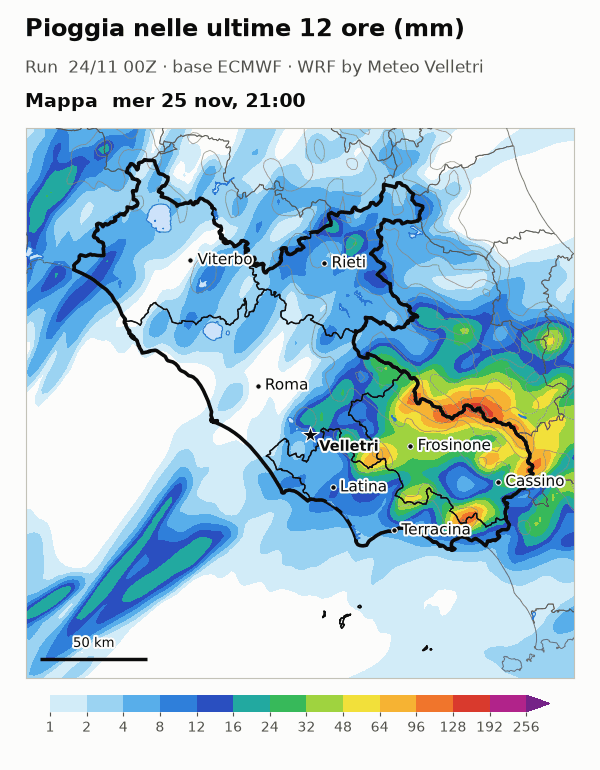 Pioggia nelle ultime 12 ore (mm)
Run  24/11 00Z · base ECMWF · WRF by Meteo Velletri
Mappa  mer 25 nov, 21:00
Viterbo
Rieti
Roma
Velletri
Frosinone
Cassino
Latina
Terracina
50 km
1 2 4 8 12 16 24 32 48 64 96 128 192 256